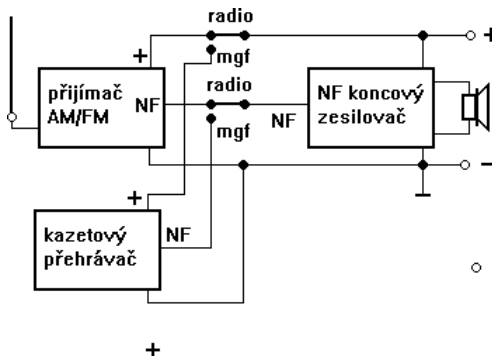 radio
+
+
mgf
přijímač
AM/FM
NF
radio
mgf
NF
NF koncový
zesilovač
–
+
kazetový
přehrávač
NF
+